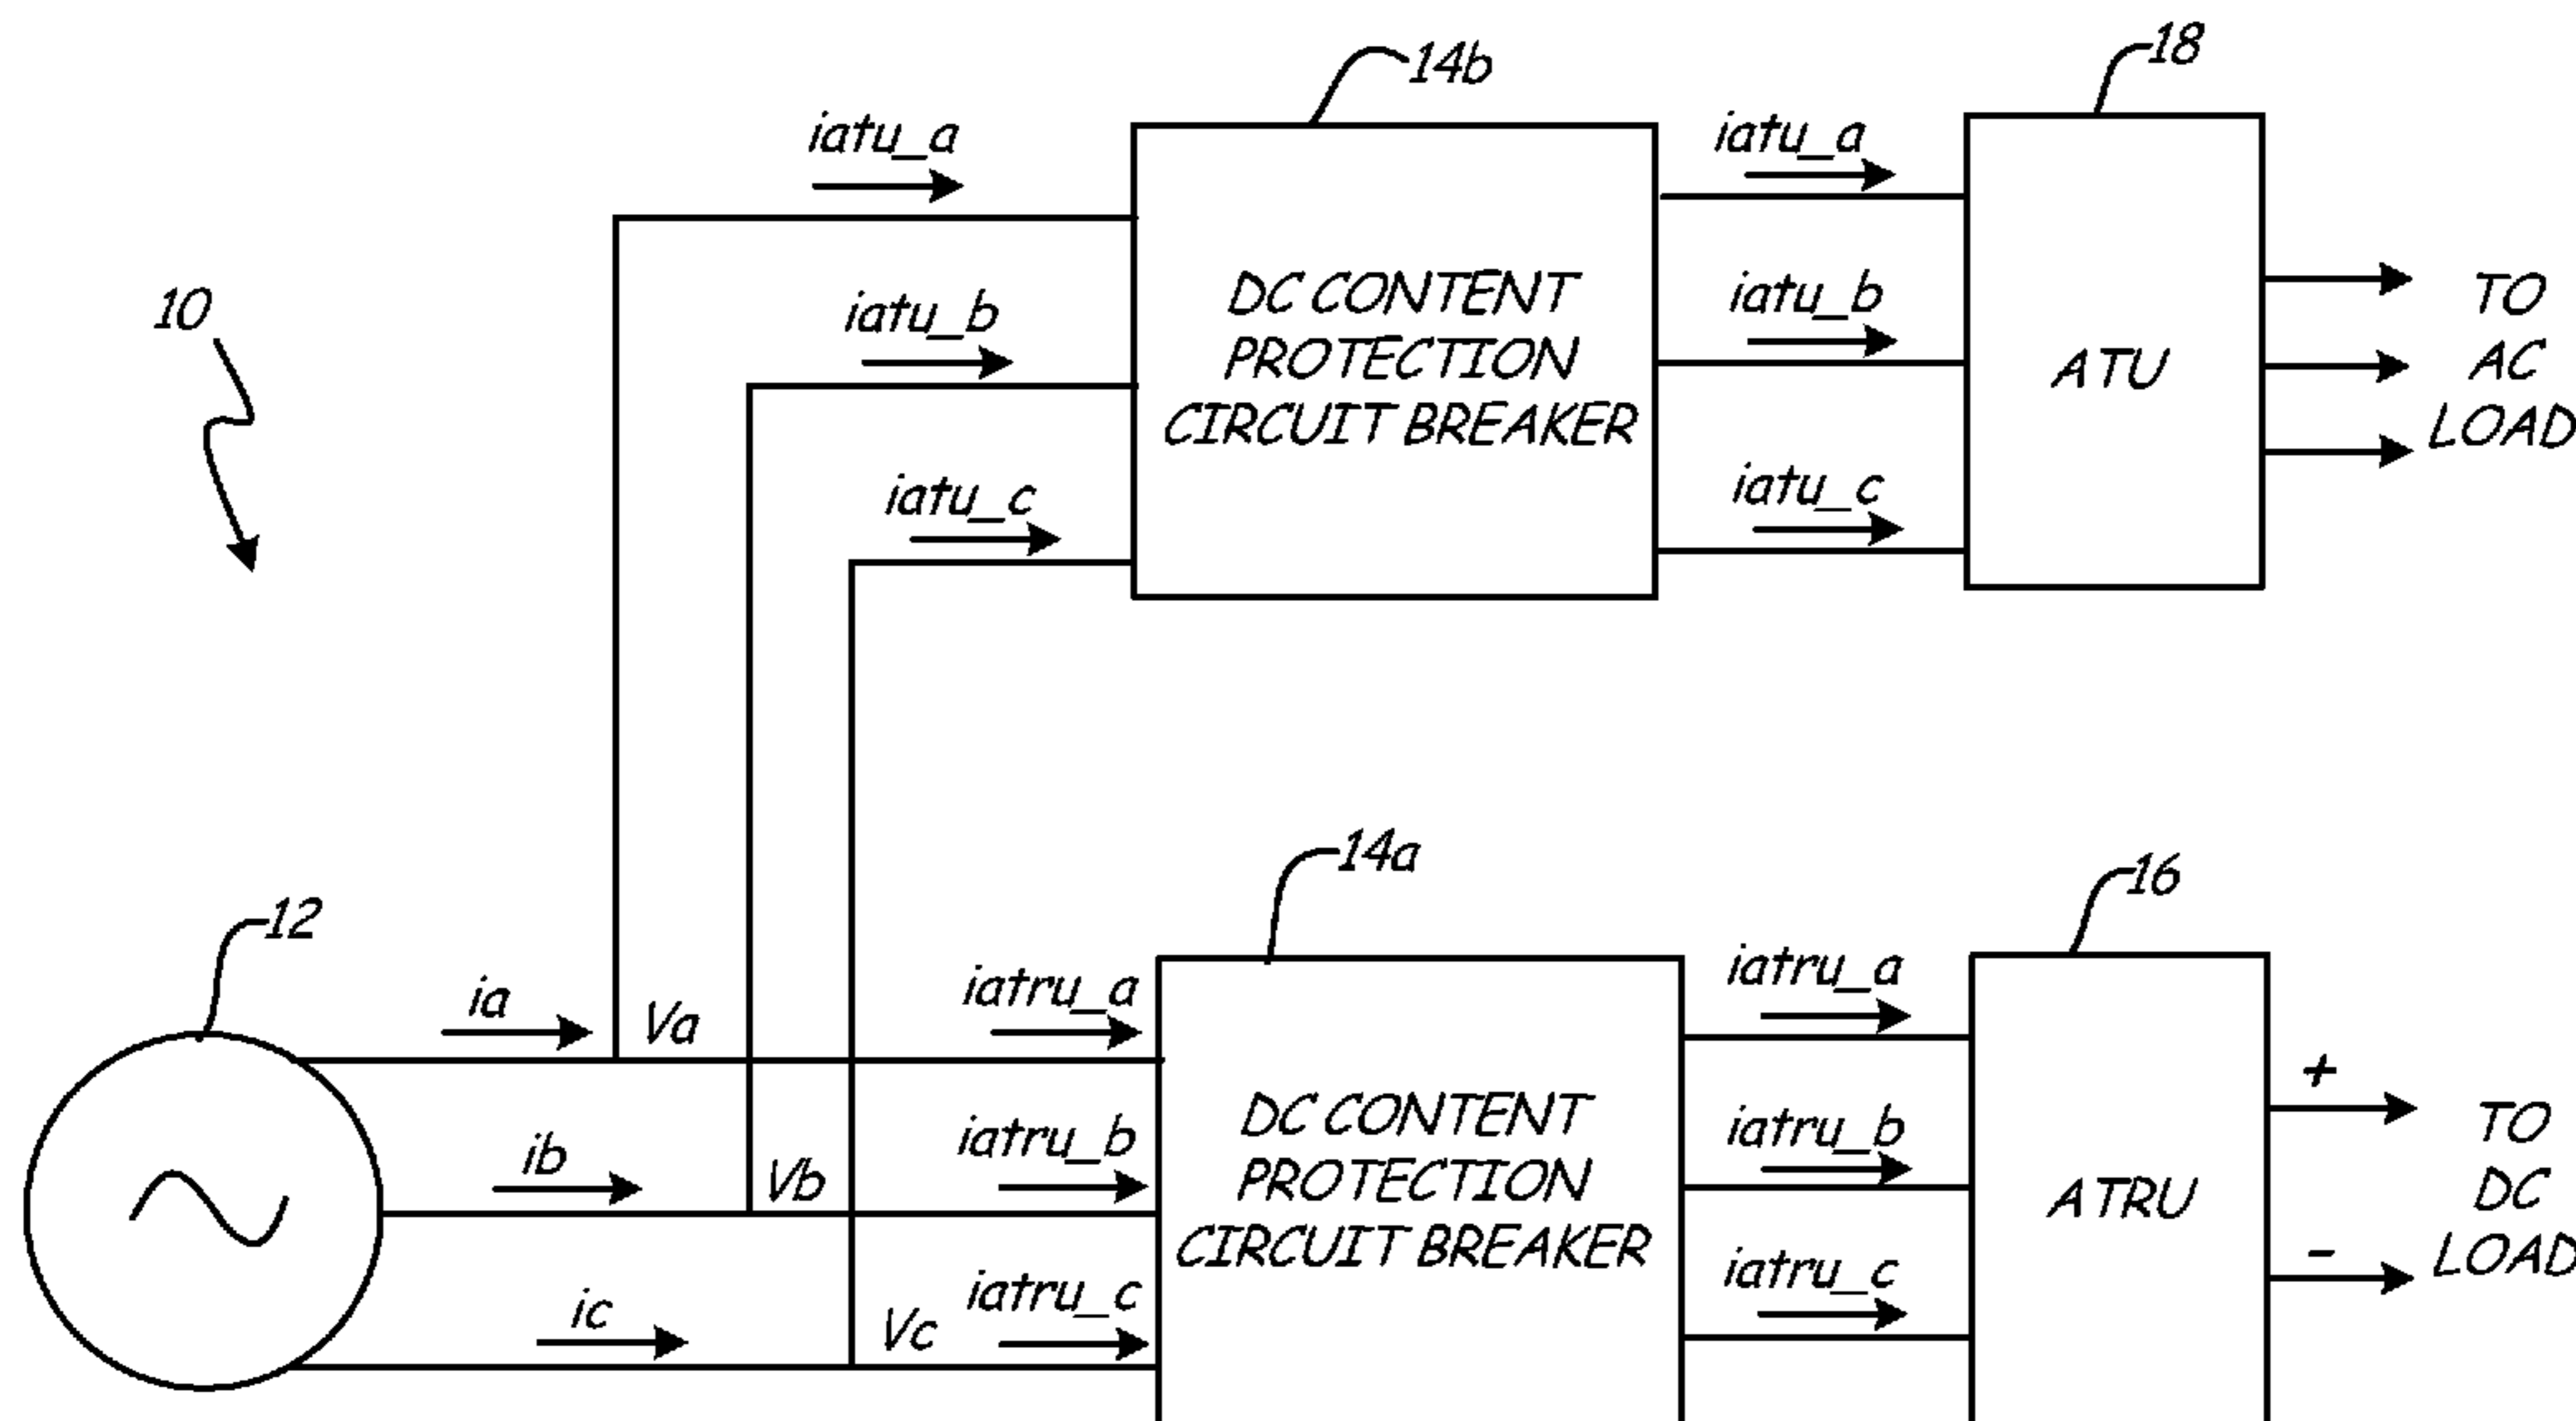 14b
18
iatu_a
iatu_a
10
iatu_b
iatu_b
iatu_c
iatu_c
DC CONTENT
PROTECTION
CIRCUIT BREAKER
ATU
TO
AC
LOAD
14a
16
12
ia
Va
iatru_a
iatru_a
ib
Vb
iatru_b
iatru_b
ic
Vc
iatru_c
iatru_c
DC CONTENT
PROTECTION
CIRCUIT BREAKER
ATRU
+
-
TO
DC
LOAD